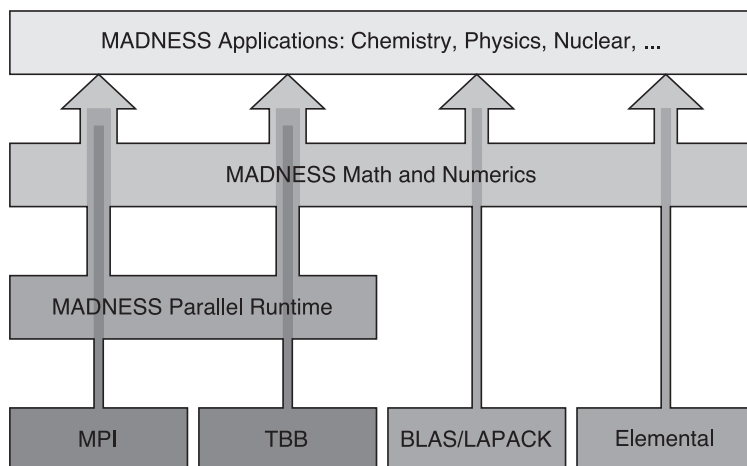 MADNESS Applications: Chemistry, Physics, Nuclear, ...
MADNESS Math and Numerics
MADNESS Parallel Runtime
MPI
TBB
BLAS/LAPACK
Elemental